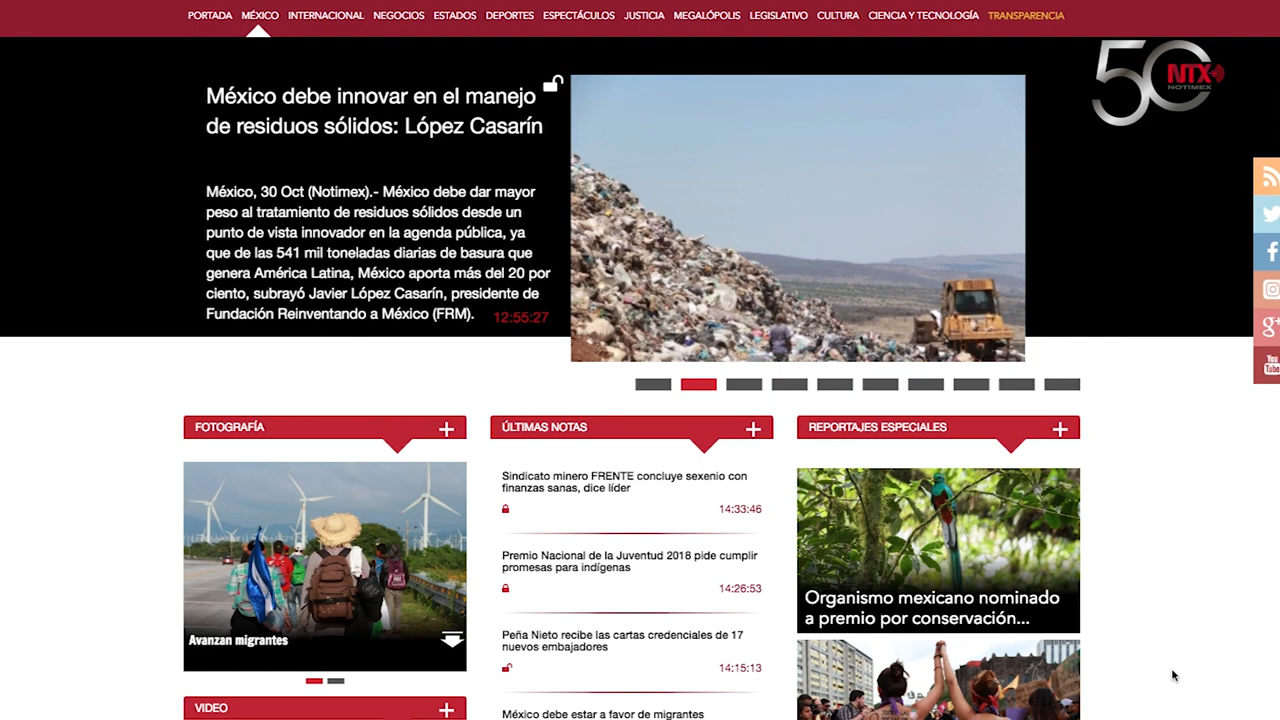 PORTADA MÉXICO INTERNACIONAL NEGOCIOS ESTADOS DEPORTES ESPECTÁCULOS JUSTICIA MEGALÓPOLIS LEGISLATIVO CULTURA CIENCIA Y TECNOLOGÍA TRANSPARENCIA
50 NTX
NOTIMEX
México debe innovar en el manejo
de residuos sólidos: López Casarín
México, 30 Oct (Notimex).- México debe dar mayor
peso al tratamiento de residuos sólidos desde un
punto de vista innovador en la agenda pública, ya
que de las 541 mil toneladas diarias de basura que
genera América Latina, México aporta más del 20 por
ciento, subrayó Javier López Casarín, presidente de
Fundación Reinventando a México (FRM). 12:55:27
g+
You
Tube
FOTOGRAFÍA
Avanzan migrantes
VIDEO
ÚLTIMAS NOTAS
Sindicato minero FRENTE concluye sexenio con
finanzas sanas, dice líder
14:33:46
Premio Nacional de la Juventud 2018 pide cumplir
promesas para indígenas
14:26:53
Peña Nieto recibe las cartas credenciales de 17
nuevos embajadores
14:15:13
México debe estar a favor de migrantes
REPORTAJES ESPECIALES
Organismo mexicano nominado
a premio por conservación...